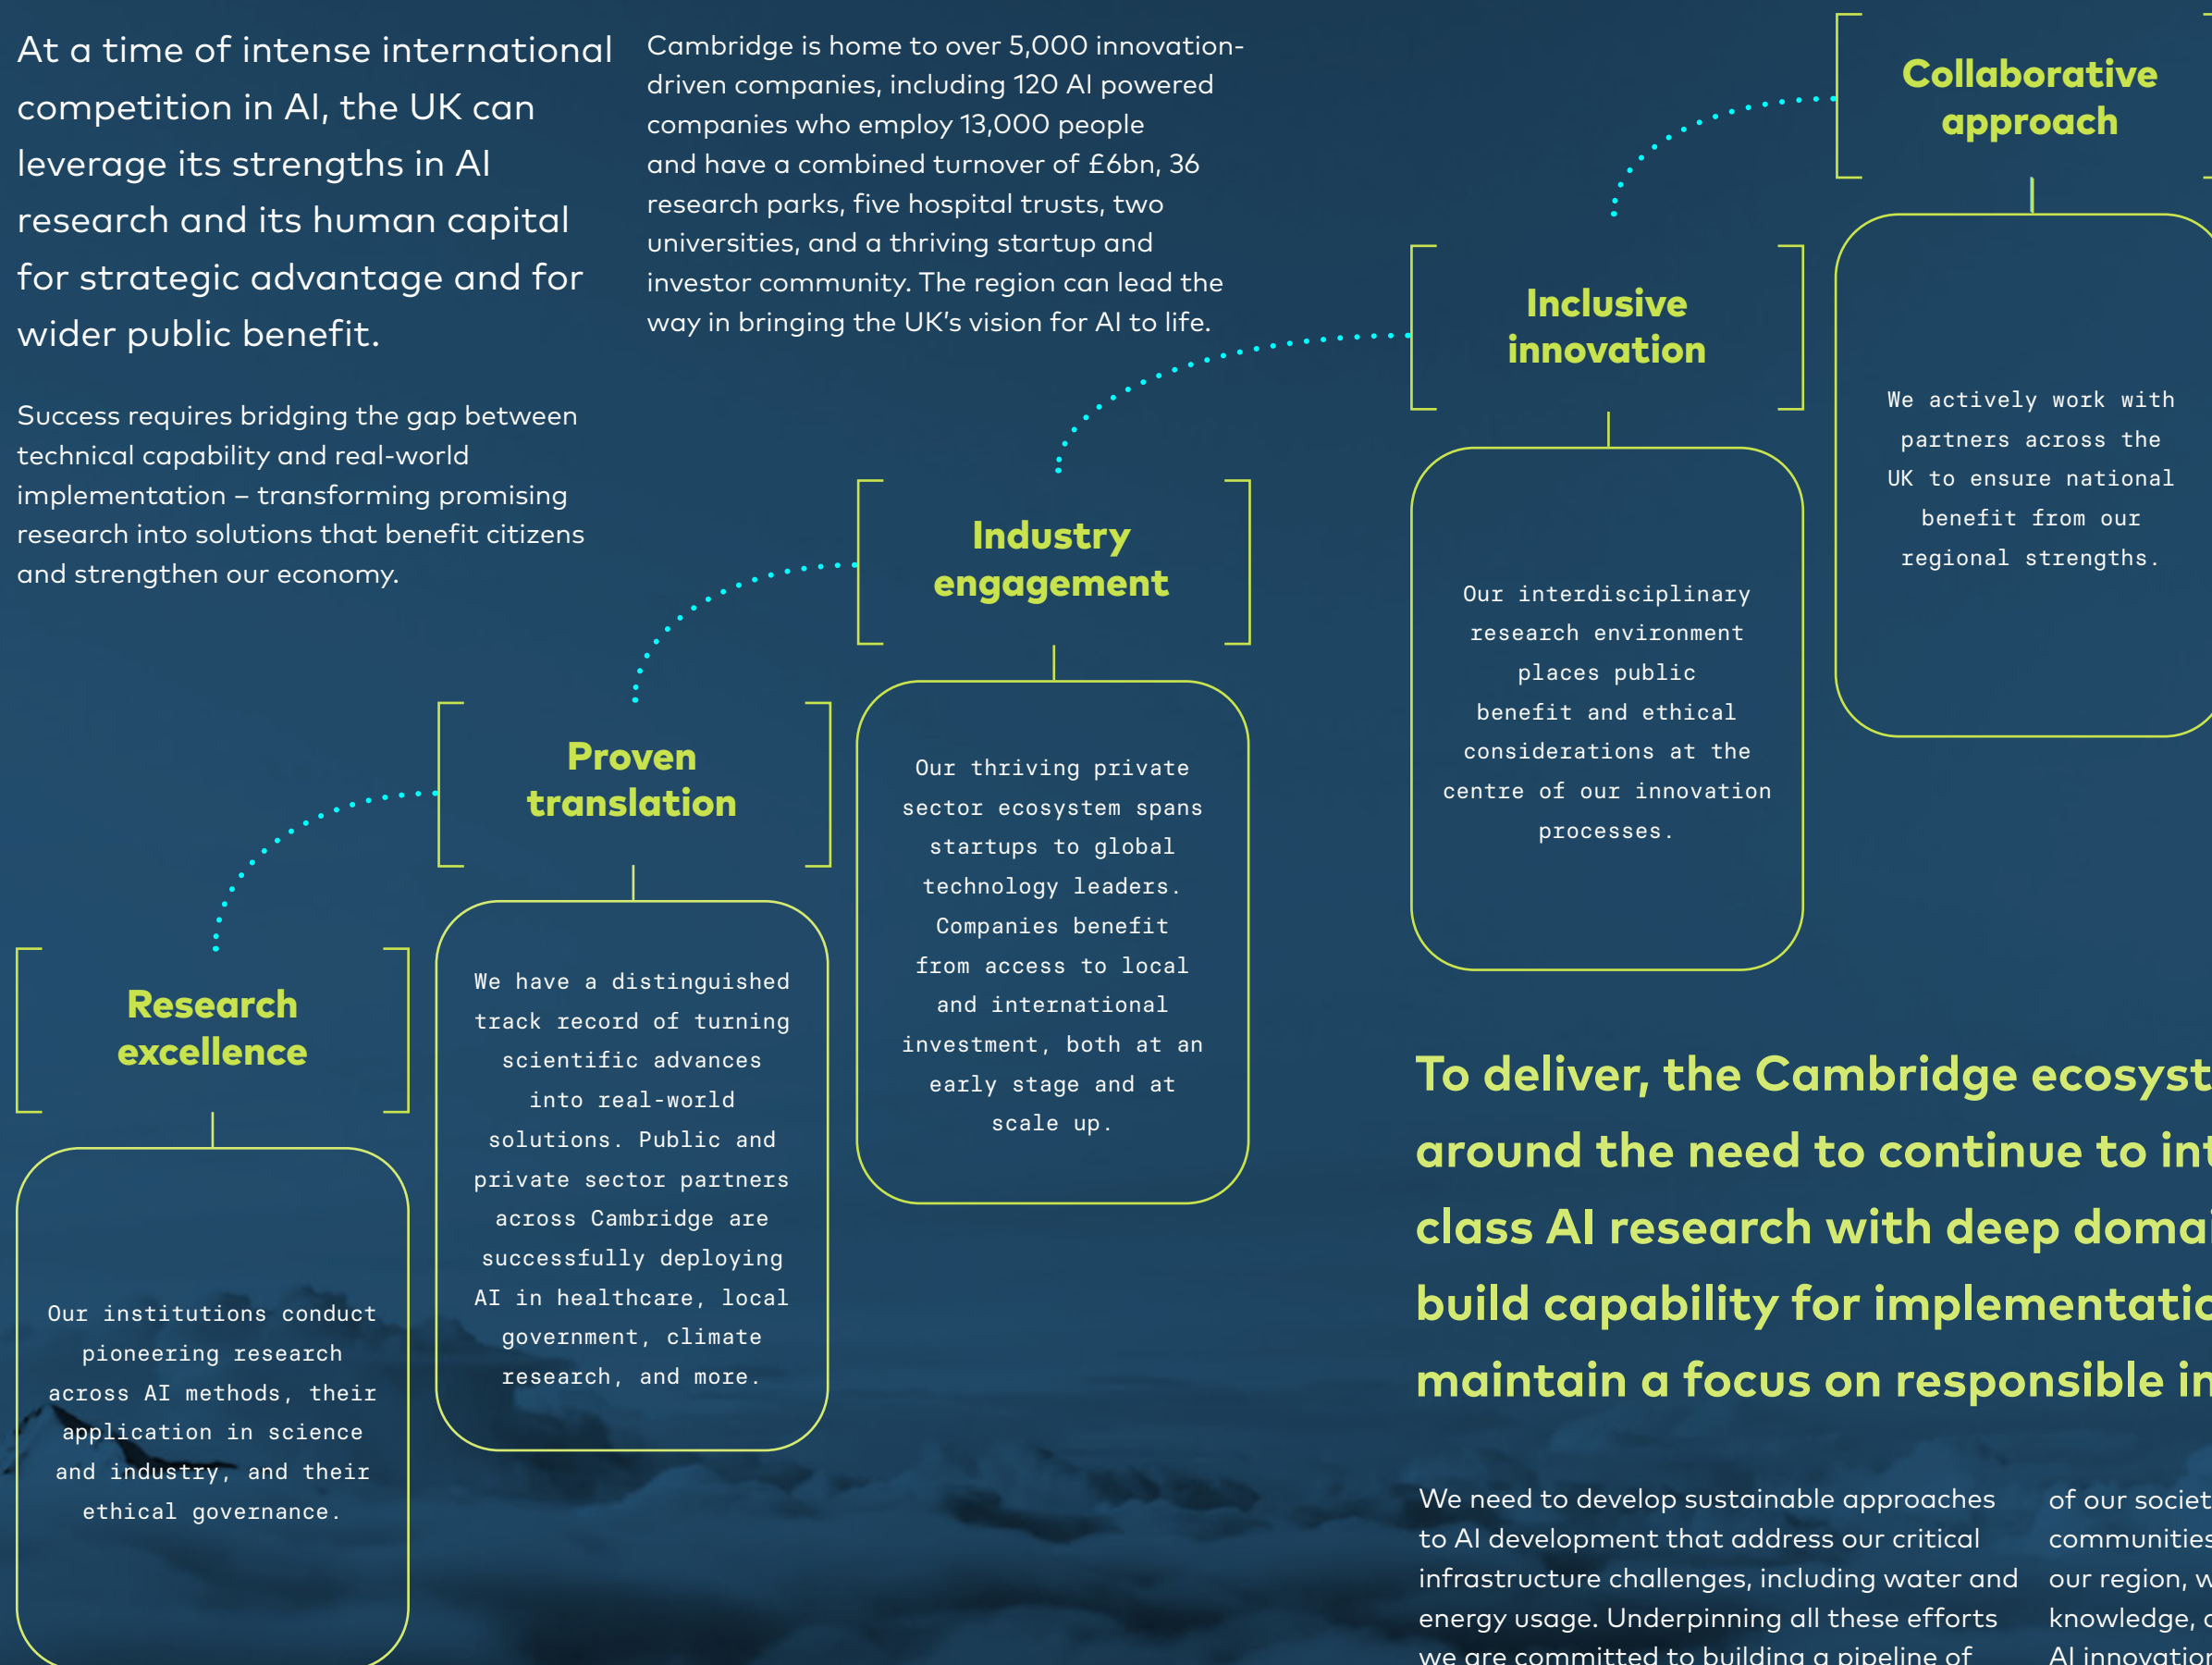 At a time of intense international
competition in AI, the UK can
leverage its strengths in AI
research and its human capital
for strategic advantage and for
wider public benefit.
Success requires bridging the gap between
technical capability and real-world
implementation – transforming promising
research into solutions that benefit citizens
and strengthen our economy.
Cambridge is home to over 5,000 innovation-
driven companies, including 120 AI powered
companies who employ 13,000 people
and have a combined turnover of £6bn, 36
research parks, five hospital trusts, two
universities, and a thriving startup and
investor community. The region can lead the
way in bringing the UK's vision for AI to life.
Research
excellence
Our institutions conduct
pioneering research
across AI methods, their
application in science
and industry, and their
ethical governance.
Proven
translation
We have a distinguished
track record of turning
scientific advances
into real-world
solutions. Public and
private sector partners
across Cambridge are
successfully deploying
AI in healthcare, local
government, climate
research, and more.
Industry
engagement
Our thriving private
sector ecosystem spans
startups to global
technology leaders.
Companies benefit
from access to local
and international
investment, both at an
early stage and at
scale up.
Inclusive
innovation
Our interdisciplinary
research environment
places public
benefit and ethical
considerations at the
centre of our innovation
processes.
Collaborative
approach
We actively work with
partners across the
UK to ensure national
benefit from our
regional strengths.
To deliver, the Cambridge
around the need to continue to
class AI research with deep
build capability for
maintain a focus on responsible
We need to develop sustainable approaches
to AI development that address our critical
infrastructure challenges, including water and
energy usage. Underpinning all these efforts
we are committed to building a pipeline of
of our
communities
our region,
knowledge,
AI innovation